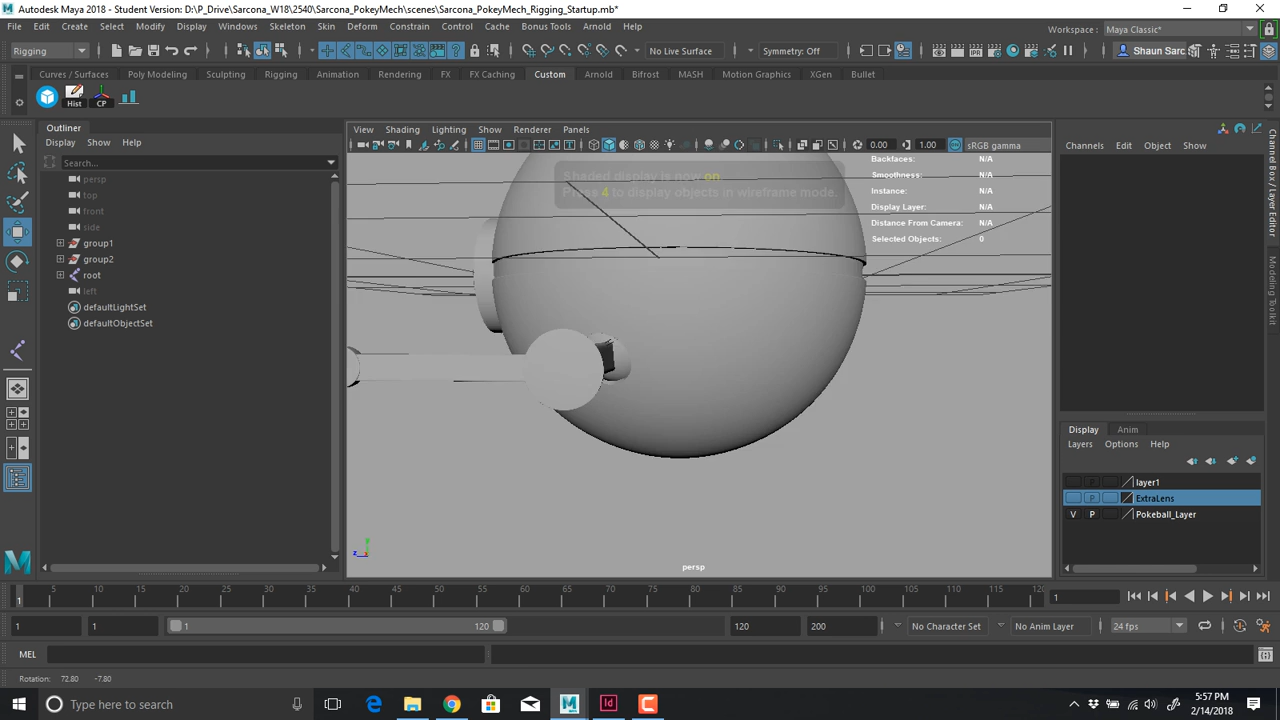 Autodesk Maya 2018 - Student Version: D:\P_Drive\Sarcona_W18\2540\Sarcona_PokeyMech\scenes\Sarcona_PokeyMech_Rigging_Startup.mb*
File Edit Create Select Modify Display Windows Skeleton Skin Deform Constrain Control Cache Bonus Tools Arnold Help
Workspace: Maya Classic*
Rigging
No Live Surface
Symmetry: Off
Shaun Sarc
Curves / Surfaces Poly Modeling Sculpting Rigging Animation Rendering FX FX Caching Custom Arnold Bifrost MASH Motion Graphics XGen Bullet
Hist CP
Outliner
Display Show Help
Search...
persp
top
front
side
group1
group2
root
left
defaultLightSet
defaultObjectSet
View Shading Lighting Show Renderer Panels
0.00 1.00 sRGB gamma
Shaded display is now on
Press 4 to display objects in wireframe mode.
Backfaces: N/A
Smoothness: N/A
Instance: N/A
Display Layer: N/A
Distance From Camera: N/A
Selected Objects: 0
z
persp
Channels Edit Object Show
Channel Box / Layer Editor
Modeling Toolkit
Display Anim
Layers Options Help
layer1
ExtraLens
V P Pokeball_Layer
1 5 10 15 20 25 30 35 40 45 50 55 60 65 70 75 80 85 90 95 100 105 110 115 120
1
1 1 1 120 120 200 No Character Set No Anim Layer 24 fps
MEL
Rotation: 72.80 -7.80
Type here to search
5:57 PM
2/14/2018